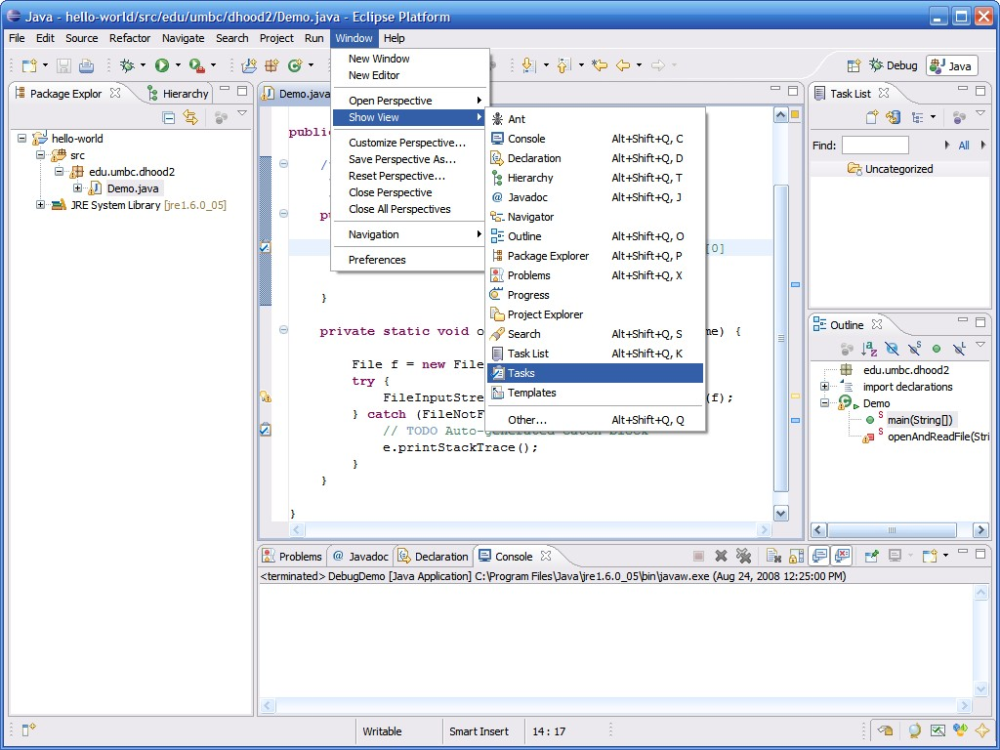 Java - hello-world/src/edu/umbc/dhood2/Demo.java - Eclipse Platform
File Edit Source Refactor Navigate Search Project Run Window Help
Debug Java
New Window
New Editor
Open Perspective
Show View
Customize Perspective...
Save Perspective As...
Reset Perspective...
Close Perspective
Close All Perspectives
Navigation
Preferences
Ant
Console Alt+Shift+Q, C
Declaration Alt+Shift+Q, D
Hierarchy Alt+Shift+Q, T
Javadoc Alt+Shift+Q, J
Navigator
Outline Alt+Shift+Q, O
Package Explorer Alt+Shift+Q, P
Problems Alt+Shift+Q, X
Progress
Project Explorer
Search Alt+Shift+Q, S
Task List Alt+Shift+Q, K
Tasks
Templates
Other... Alt+Shift+Q, Q
Package Explor Hierarchy
hello-world
src
edu.umbc.dhood2
Demo.java
JRE System Library [jre1.6.0_05]
Demo.java
[0]
}
private static void o e) {
File f = new File
try {
FileInputStre (f);
} catch (FileNotF
// TODO Auto-generated catch block
e.printStackTrace();
}
}
}
Task List
Find: All
Uncategorized
Outline
edu.umbc.dhood2
import declarations
Demo
main(String[])
openAndReadFile(Stri
Problems Javadoc Declaration Console
<terminated> DebugDemo [Java Application] C:\Program Files\Java\jre1.6.0_05\bin\javaw.exe (Aug 24, 2008 12:25:00 PM)
Writable Smart Insert 14 : 17